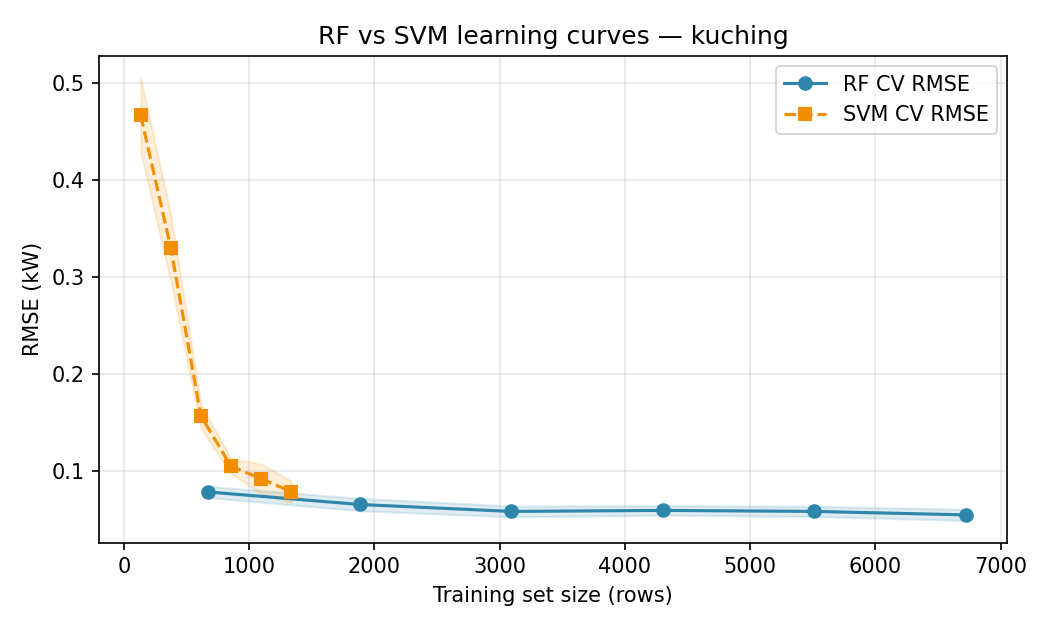 RF vs SVM learning curves — kuching
RF CV RMSE
SVM CV RMSE
RMSE (kW)
0.5
0.4
0.3
0.2
0.1
0 1000 2000 3000 4000 5000 6000 7000
Training set size (rows)